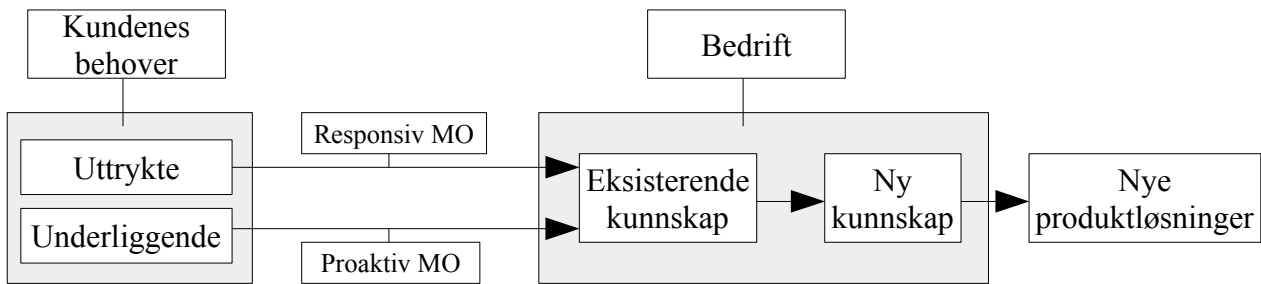 Kundenes
behover
Bedrift
Responsiv MO
Uttrykte
Underliggende
Proaktiv MO
Eksisterende
kunnskap
Ny
kunnskap
Nye
produktløsninger